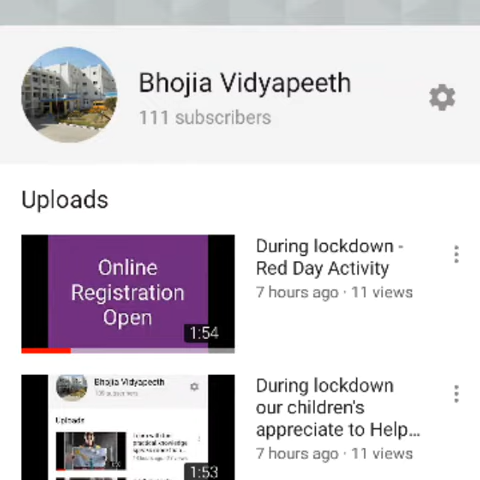 Bhojia Vidyapeeth
111 subscribers
Uploads
Online
Registration
Open
1:54
During lockdown -
Red Day Activity
7 hours ago · 11 views
Bhojia Vidyapeeth
Uploads
1:53
During lockdown
our children's
appreciate to Help...
7 hours ago · 11 views